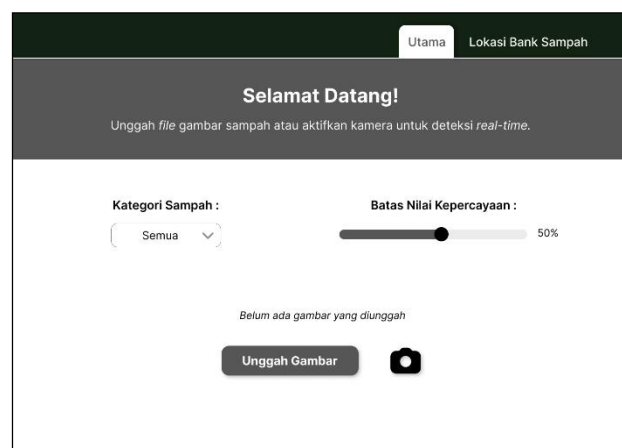 Utama
Lokasi Bank Sampah
Selamat Datang!
Unggah file gambar sampah atau aktifkan kamera untuk deteksi real-time.
Kategori Sampah :
Semua
Batas Nilai Kepercayaan :
50%
Belum ada gambar yang diunggah
Unggah Gambar